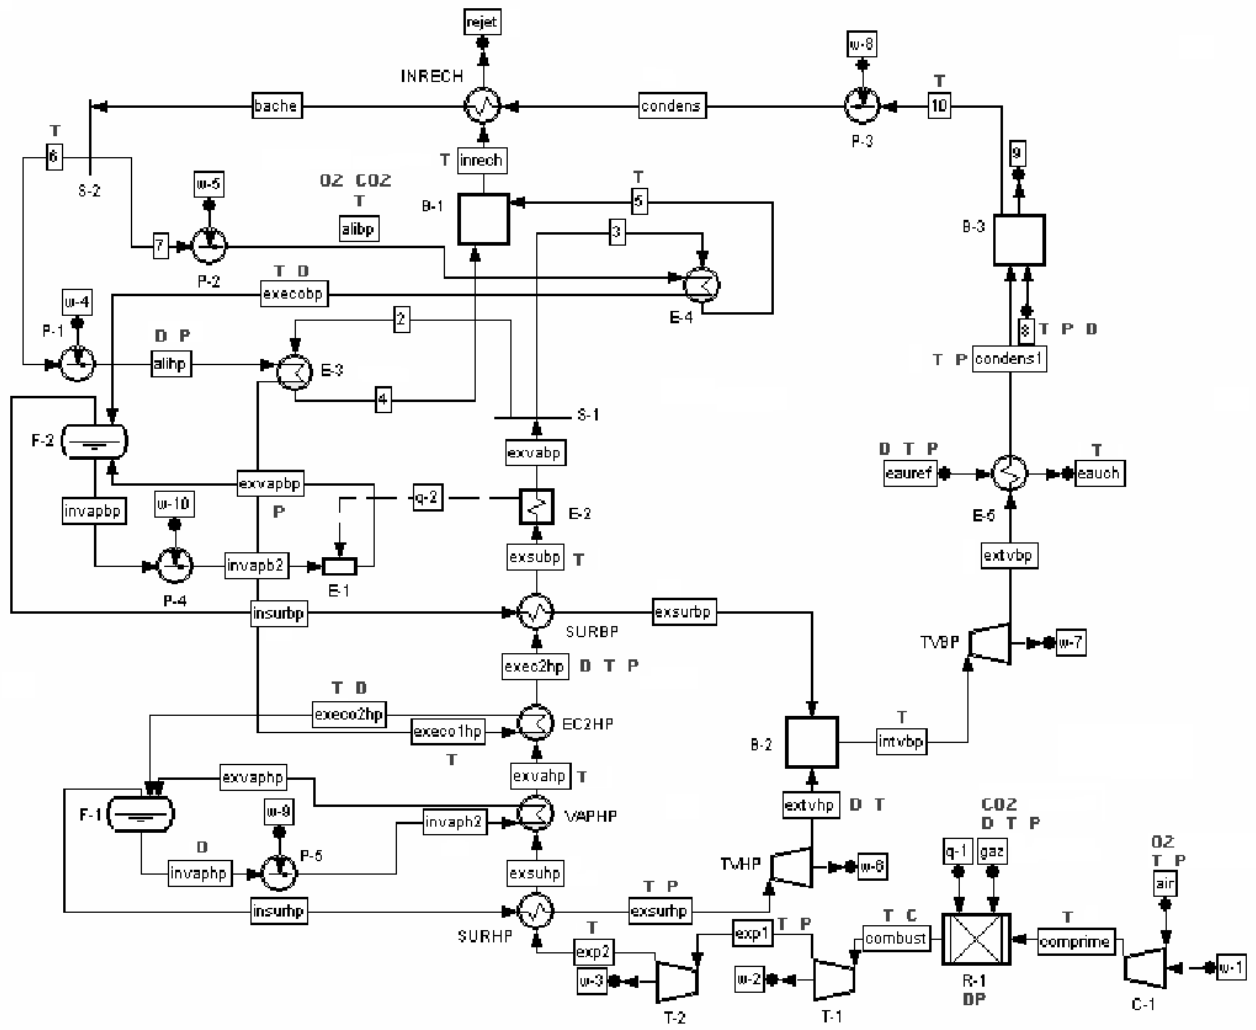 rejet
w-8
INRECH
T
bache
condens
10
P-3
T
6
S-2
w-5
O2 CO2
T
alibp
T inrech
B-1
T
5
9
B-3
7
P-2
3
T D
execobp
E-4
w-4
P-1
D P
alihp
2
E-3
8 T P D
T P condens1
4
S-1
F-2
exvabp
D T P
eauref
T
eauch
E-5
exvapbp
P
q-2
E-2
invapbp
w-10
exsubp T
extvbp
invapb2
E-1
P-4
insurbp
SURBP
exsurbp
TVBP
w-7
exec2hp D T P
T D
execo2hp
EC2HP
execo1hp
T
B-2
T
intvbp
exvaphp
exvahp T
F-1
w-9
invaph2
VAPHP
extvhp D T
CO2
D T P
O2
T P
D
invaphp
P-5
exsuhp
TVHP
w-6
q-1
gaz
air
insurhp
SURHP
T P
exsurhp
T
exp2
T P
exp1
T C
combust
T
comprime
w-3
T-2
w-2
T-1
R-1
DP
C-1
w-1